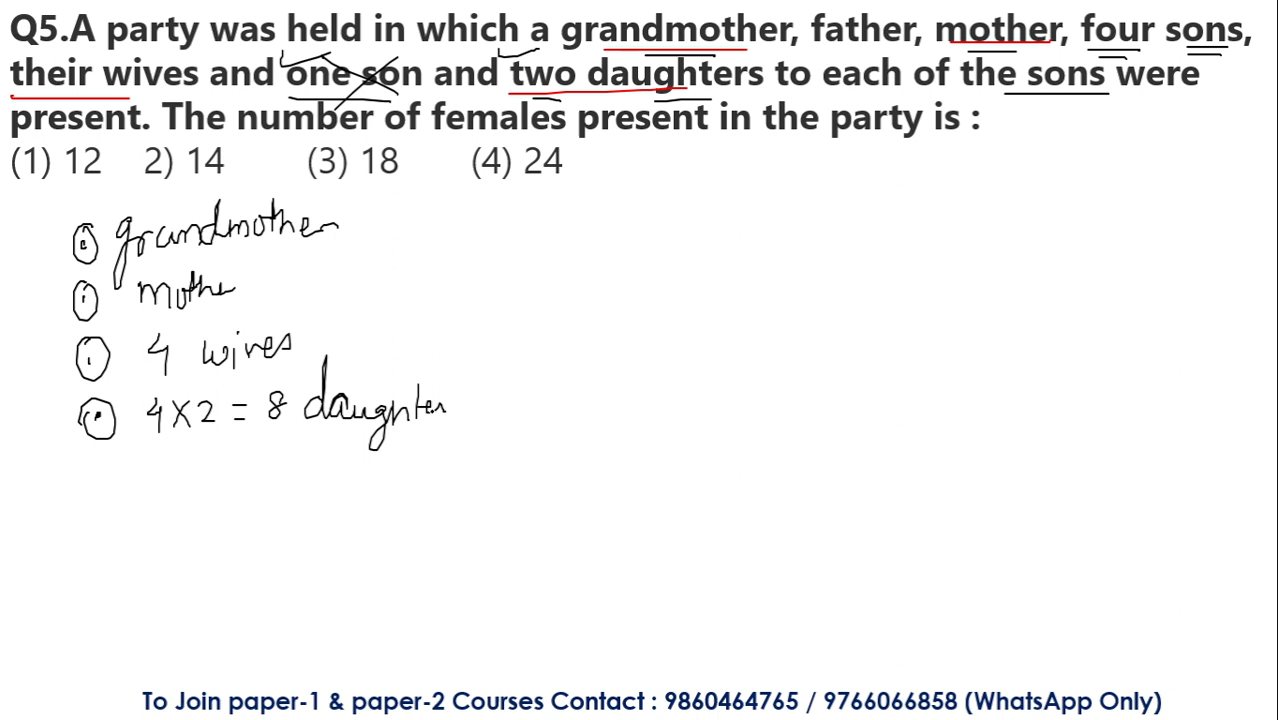 Q5.A party was held in which a grandmother, father, mother, four sons,
their wives and one son and two daughters to each of the sons were
present. The number of females present in the party is :
(1) 12 2) 14 (3) 18 (4) 24
grandmother
mothe
4 wives
4 X 2 = 8 daughter
To Join paper-1 & paper-2 Courses Contact : 9860464765 / 9766066858 (WhatsApp Only)